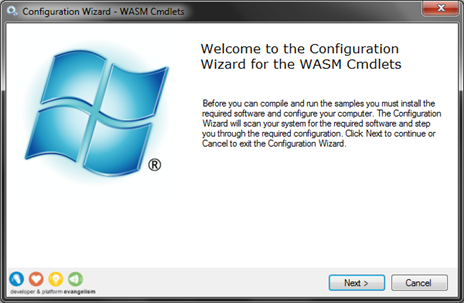 Configuration Wizard - WASM Cmdlets
Welcome to the Configuration
Wizard for the WASM Cmdlets
Before you can compile and run the samples you must install the
required software and configure your computer. The Configuration
Wizard will scan your system for the required software and step
you through the required configuration. Click Next to continue or
Cancel to exit the Configuration Wizard.
®
developer & platform evangelism
Next >
Cancel